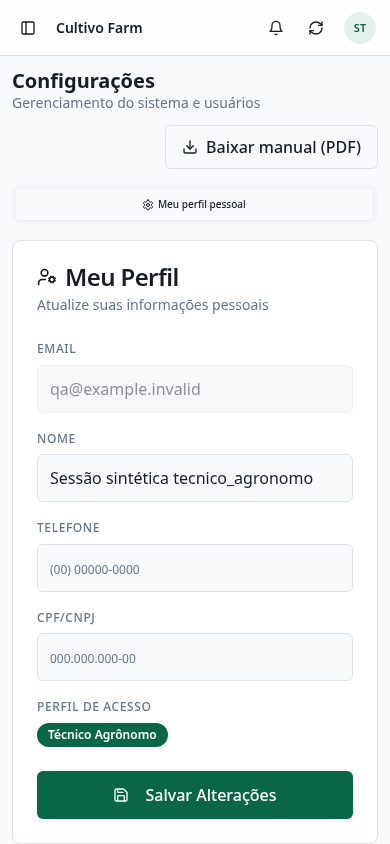 Cultivo Farm
ST
Configurações
Gerenciamento do sistema e usuários
Baixar manual (PDF)
Meu perfil pessoal
Meu Perfil
Atualize suas informações pessoais
EMAIL
qa@example.invalid
NOME
Sessão sintética tecnico_agronomo
TELEFONE
(00) 00000-0000
CPF/CNPJ
000.000.000-00
PERFIL DE ACESSO
Técnico Agrônomo
Salvar Alterações